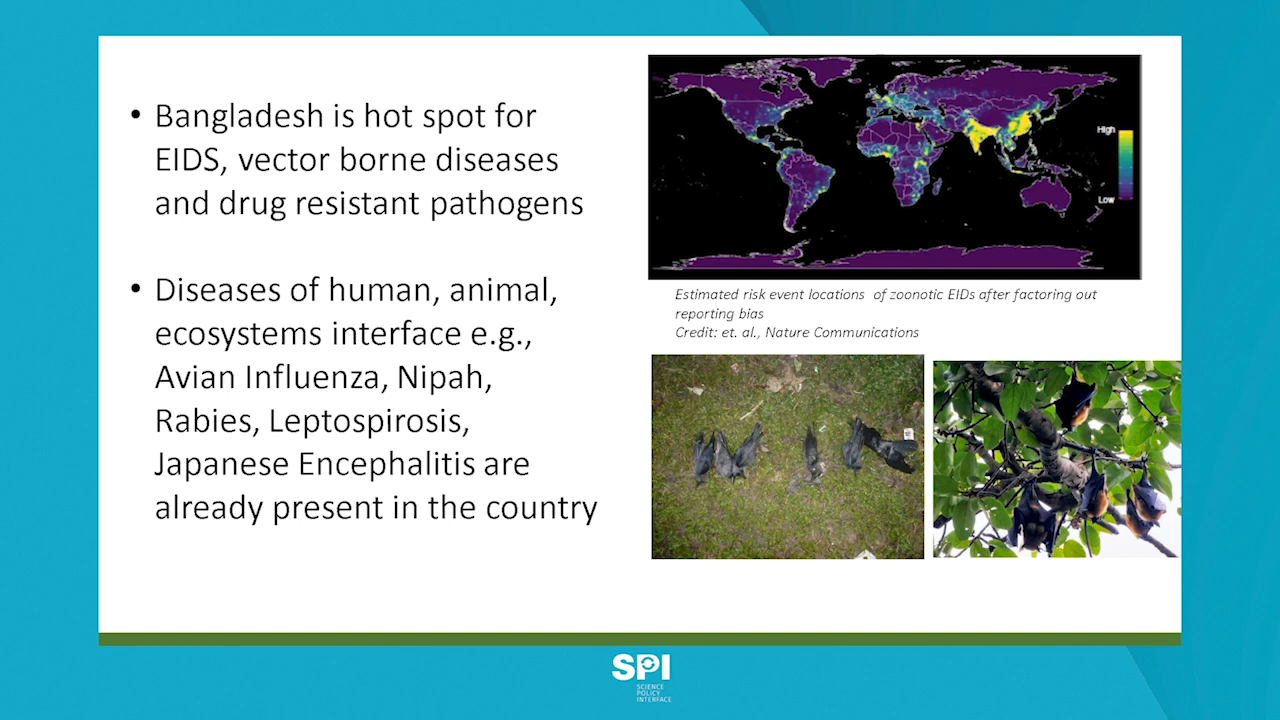 • Bangladesh is hot spot for
EIDS, vector borne diseases
and drug resistant pathogens
• Diseases of human, animal,
ecosystems interface e.g.,
Avian Influenza, Nipah,
Rabies, Leptospirosis,
Japanese Encephalitis are
already present in the country
High
Low
Estimated risk event locations of zoonotic EIDs after factoring out
reporting bias
Credit: et. al., Nature Communications
SPI
SCIENCE
POLICY
INTERFACE